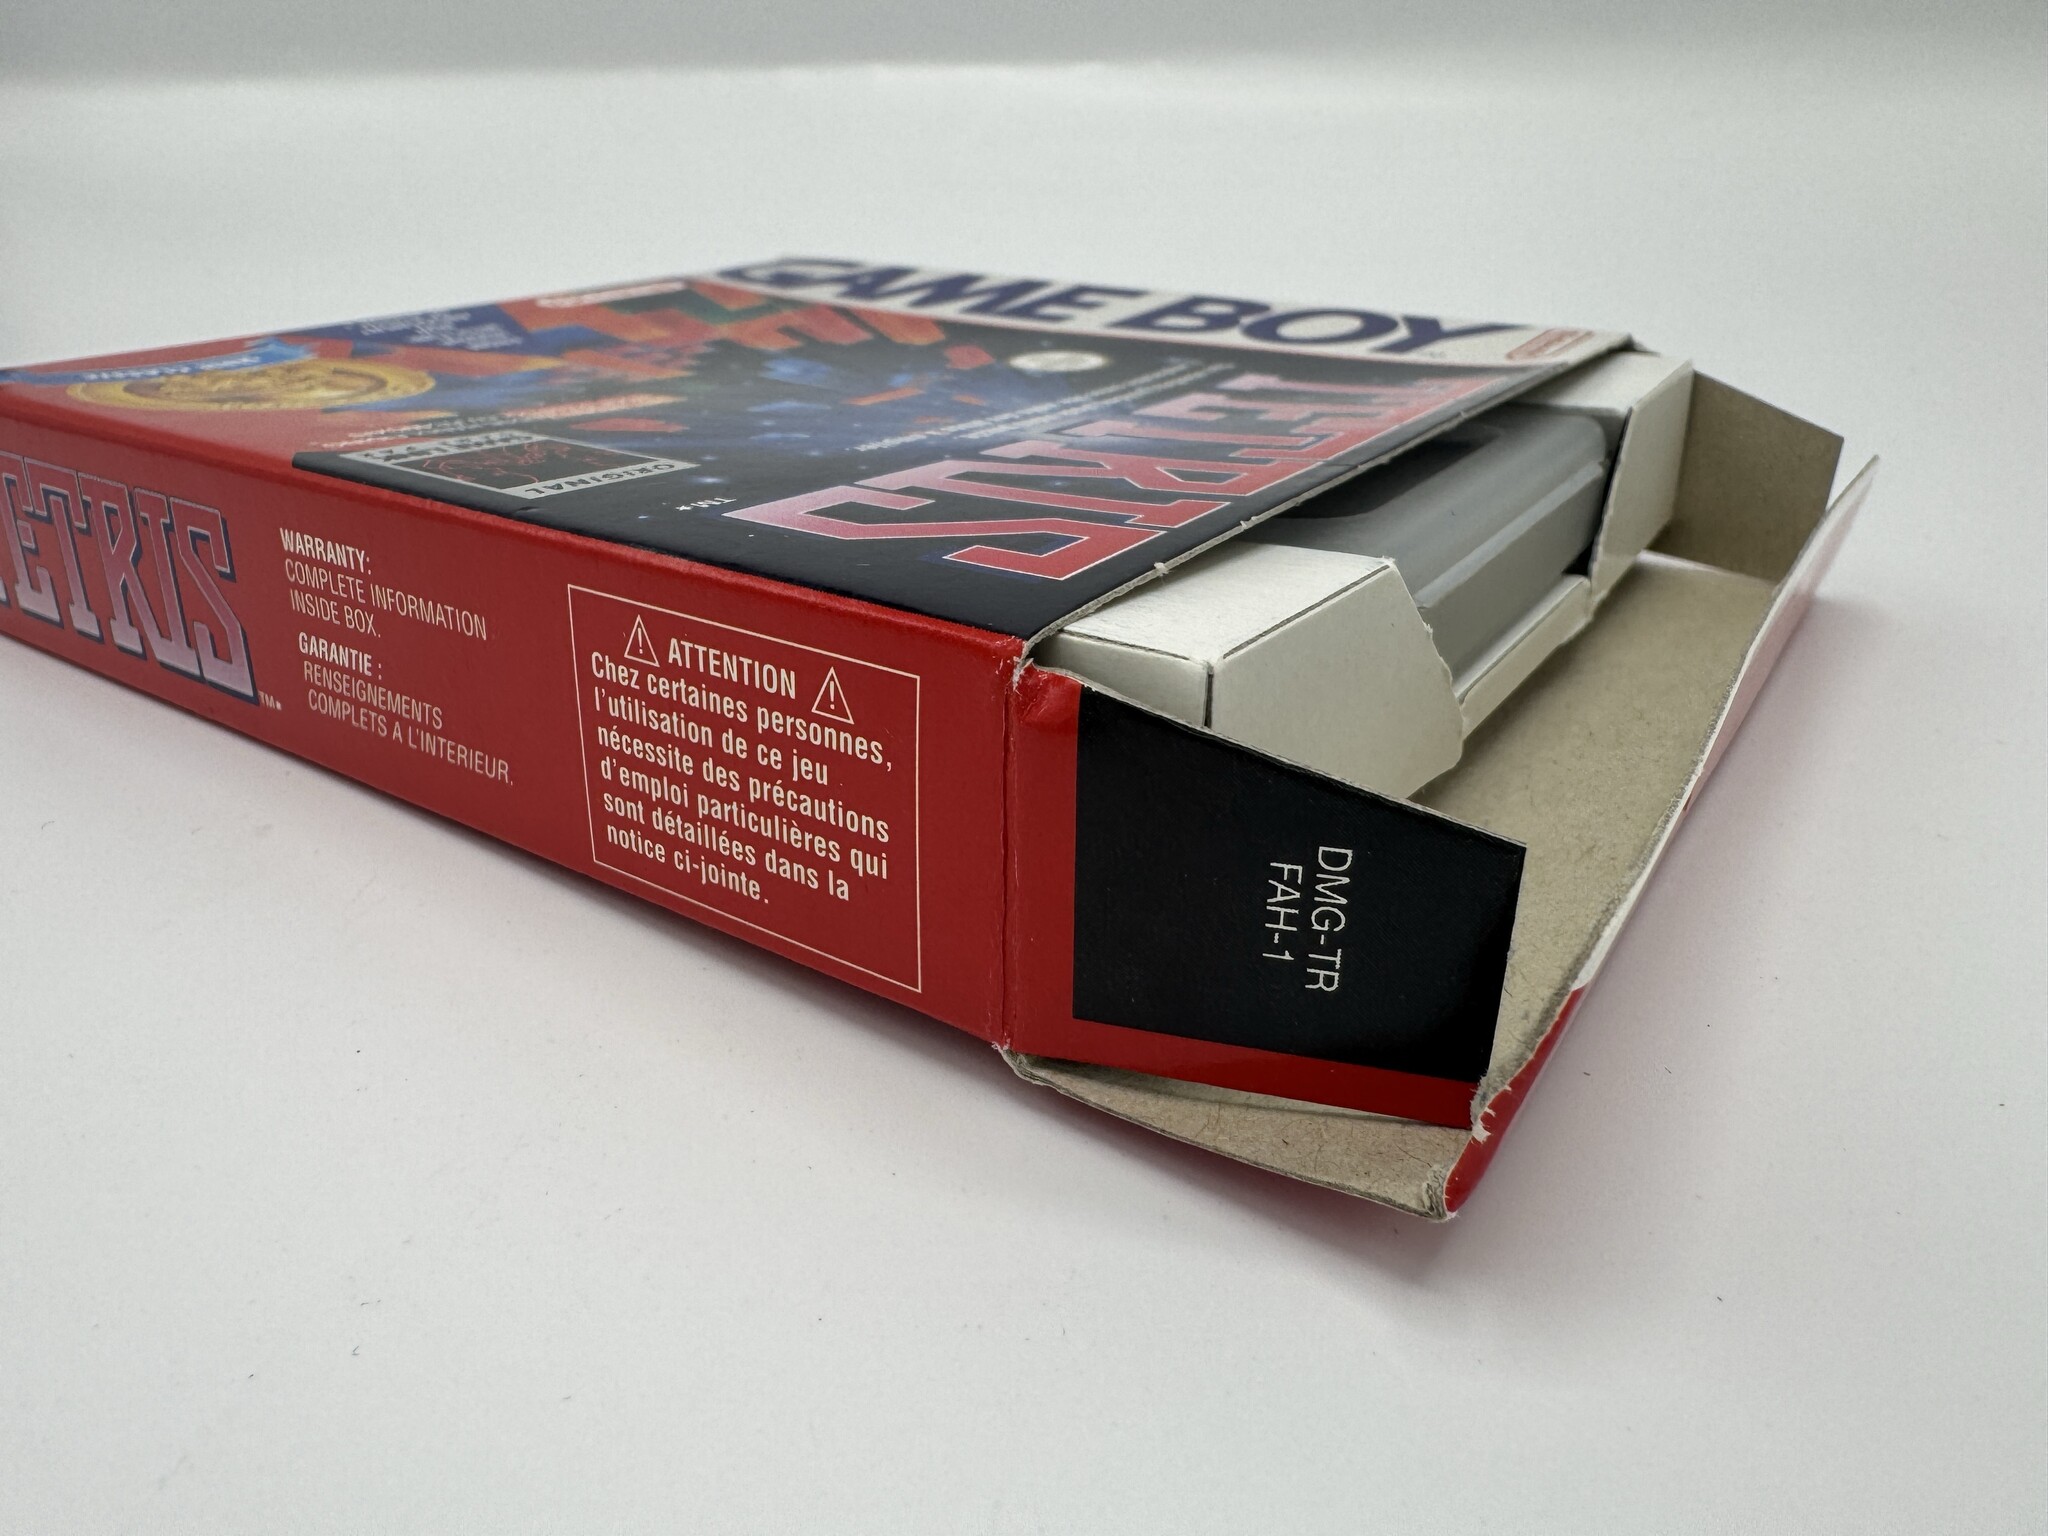 GAME BOY
TETRIS
TM*
ORIGINAL
TETRIS
TM*
WARRANTY:
COMPLETE INFORMATION
INSIDE BOX.
GARANTIE :
RENSEIGNEMENTS
COMPLETS A L'INTERIEUR.
ATTENTION
Chez certaines personnes,
l'utilisation de ce jeu
nécessite des précautions
d'emploi particulières qui
sont détaillées dans la
notice ci-jointe.
DMG-TR
FAH-1